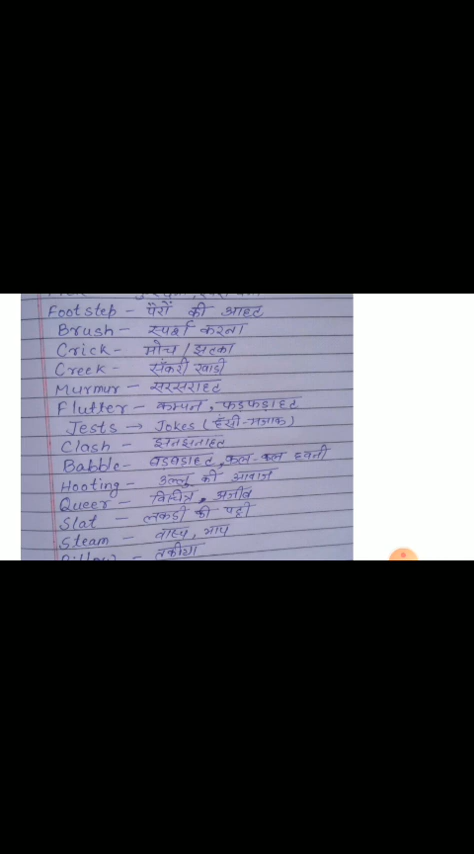 Footstep - पैरों की आहट
Brush - स्पर्श करना
Crick - मोच / झटका
Creek - संकरी खाड़ी
Murmur - सरसराहट
Flutter - कम्पन, फड़फड़ाहट
Jests → Jokes (हँसी-मजाक)
Clash - झनझनाहट
Babble - बड़बड़ाहट, कल-कल ध्वनी
Hooting - उल्लू की आवाज
Queer - विचित्र, अजीब
Slat - लकड़ी की पट्टी
Steam - वाष्प, भाप
Pillow - तकीया